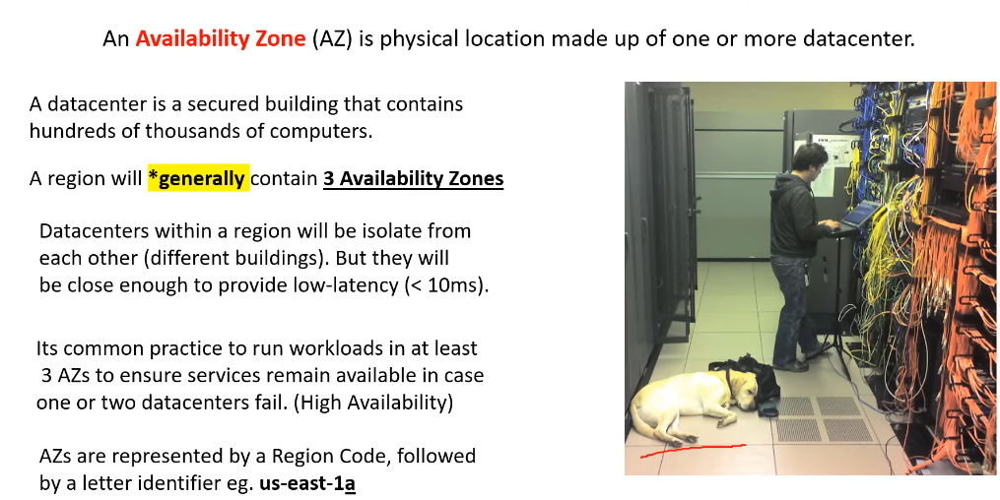 An Availability Zone (AZ) is physical location made up of one or more datacenter.
A datacenter is a secured building that contains
hundreds of thousands of computers.
A region will *generally contain 3 Availability Zones
Datacenters within a region will be isolate from
each other (different buildings). But they will
be close enough to provide low-latency (< 10ms).
Its common practice to run workloads in at least
3 AZs to ensure services remain available in case
one or two datacenters fail. (High Availability)
AZs are represented by a Region Code, followed
by a letter identifier eg. us-east-1a